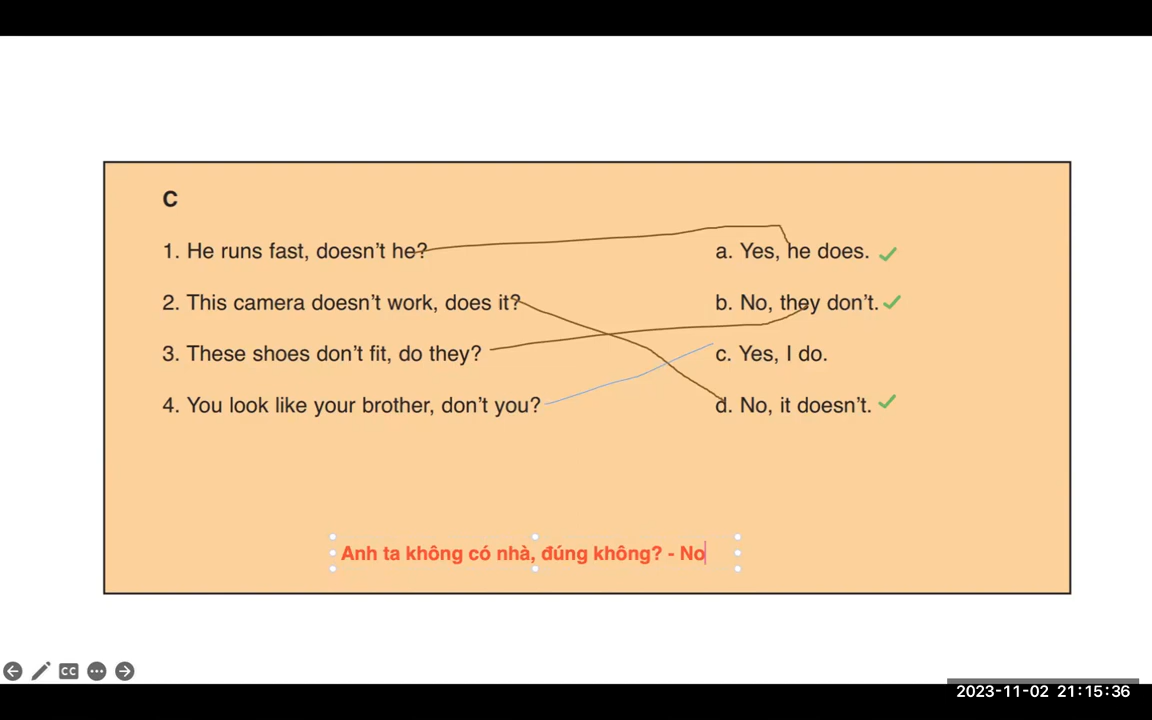 C
1. He runs fast, doesn’t he?
a. Yes, he does.
2. This camera doesn’t work, does it?
b. No, they don’t.
3. These shoes don’t fit, do they?
c. Yes, I do.
4. You look like your brother, don’t you?
d. No, it doesn’t.
Anh ta không có nhà, đúng không? - No
CC
2023-11-02 21:15:36